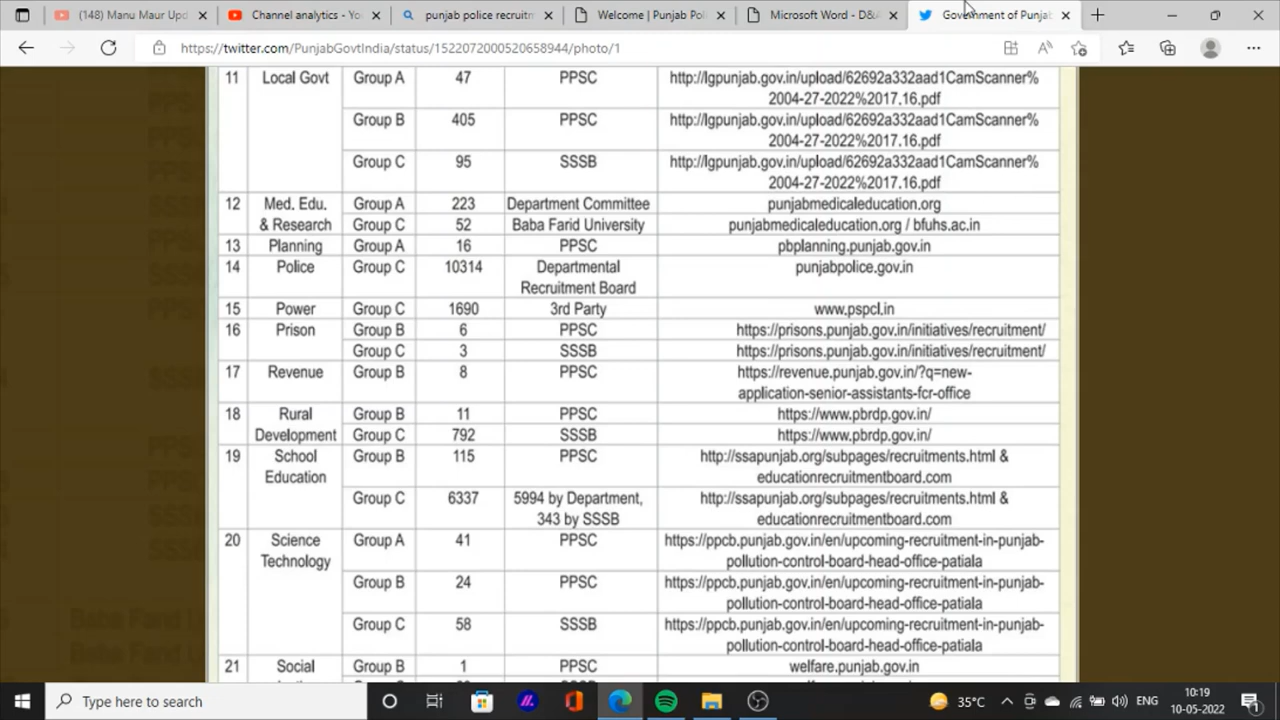 (148) Manu Maur Upd
Channel analytics - Yo
punjab police recruitm
Welcome | Punjab Pol
Microsoft Word - D&A
Government of Punjab
https://twitter.com/PunjabGovtIndia/status/1522072000520658944/photo/1
11 Local Govt Group A 47 PPSC http://lgpunjab.gov.in/upload/62692a332aad1CamScanner%
2004-27-2022%2017.16.pdf
Group B 405 PPSC http://lgpunjab.gov.in/upload/62692a332aad1CamScanner%
2004-27-2022%2017.16.pdf
Group C 95 SSSB http://lgpunjab.gov.in/upload/62692a332aad1CamScanner%
2004-27-2022%2017.16.pdf
12 Med. Edu. Group A 223 Department Committee punjabmedicaleducation.org
& Research Group C 52 Baba Farid University punjabmedicaleducation.org / bfuhs.ac.in
13 Planning Group A 16 PPSC pbplanning.punjab.gov.in
14 Police Group C 10314 Departmental punjabpolice.gov.in
Recruitment Board
15 Power Group C 1690 3rd Party www.pspcl.in
16 Prison Group B 6 PPSC https://prisons.punjab.gov.in/initiatives/recruitment/
Group C 3 SSSB https://prisons.punjab.gov.in/initiatives/recruitment/
17 Revenue Group B 8 PPSC https://revenue.punjab.gov.in/?q=new-
application-senior-assistants-fcr-office
18 Rural Group B 11 PPSC https://www.pbrdp.gov.in/
Development Group C 792 SSSB https://www.pbrdp.gov.in/
19 School Group B 115 PPSC http://ssapunjab.org/subpages/recruitments.html &
Education educationrecruitmentboard.com
Group C 6337 5994 by Department, http://ssapunjab.org/subpages/recruitments.html &
343 by SSSB educationrecruitmentboard.com
20 Science Group A 41 PPSC https://ppcb.punjab.gov.in/en/upcoming-recruitment-in-punjab-
Technology pollution-control-board-head-office-patiala
Group B 24 PPSC https://ppcb.punjab.gov.in/en/upcoming-recruitment-in-punjab-
pollution-control-board-head-office-patiala
Group C 58 SSSB https://ppcb.punjab.gov.in/en/upcoming-recruitment-in-punjab-
pollution-control-board-head-office-patiala
21 Social Group B 1 PPSC welfare.punjab.gov.in
Baba Farid U
Baba Farid U
Type here to search
35°C
ENG
10:19
10-05-2022